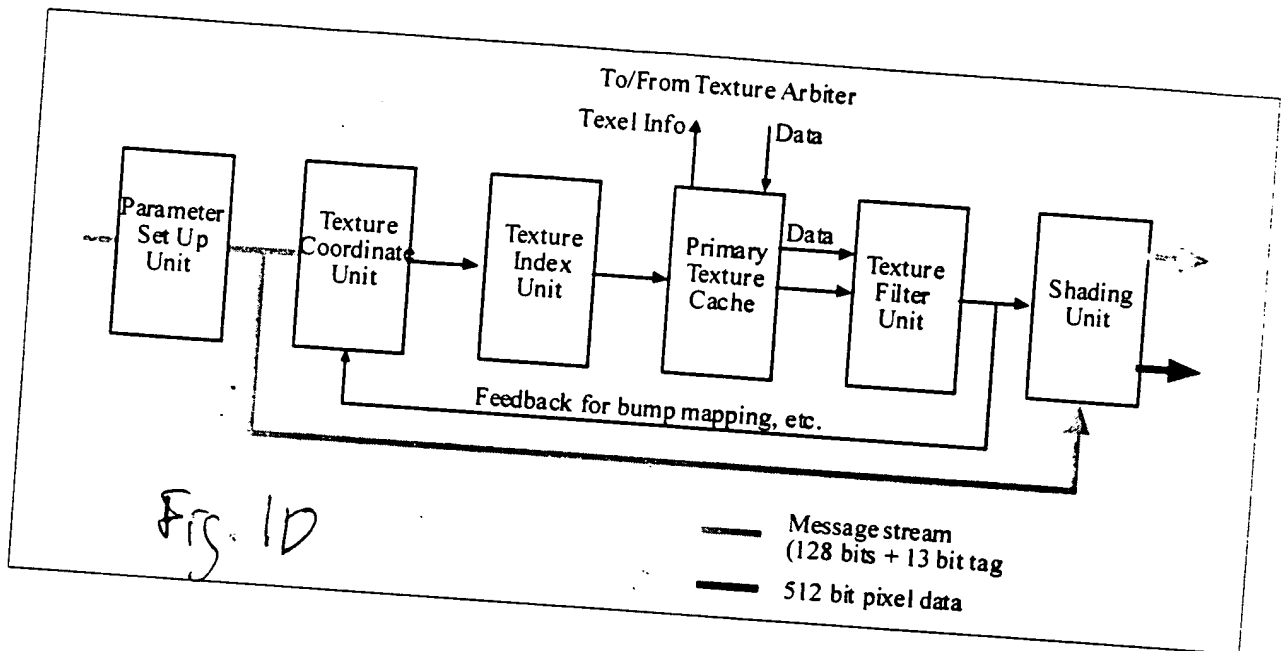 To/From Texture Arbiter
Texel Info
Data
Parameter
Set Up
Unit
Texture
Coordinate
Unit
Texture
Index
Unit
Primary
Texture
Cache
Data
Texture
Filter
Unit
Shading
Unit
Feedback for bump mapping, etc.
Fig. 1D
Message stream
(128 bits + 13 bit tag
512 bit pixel data